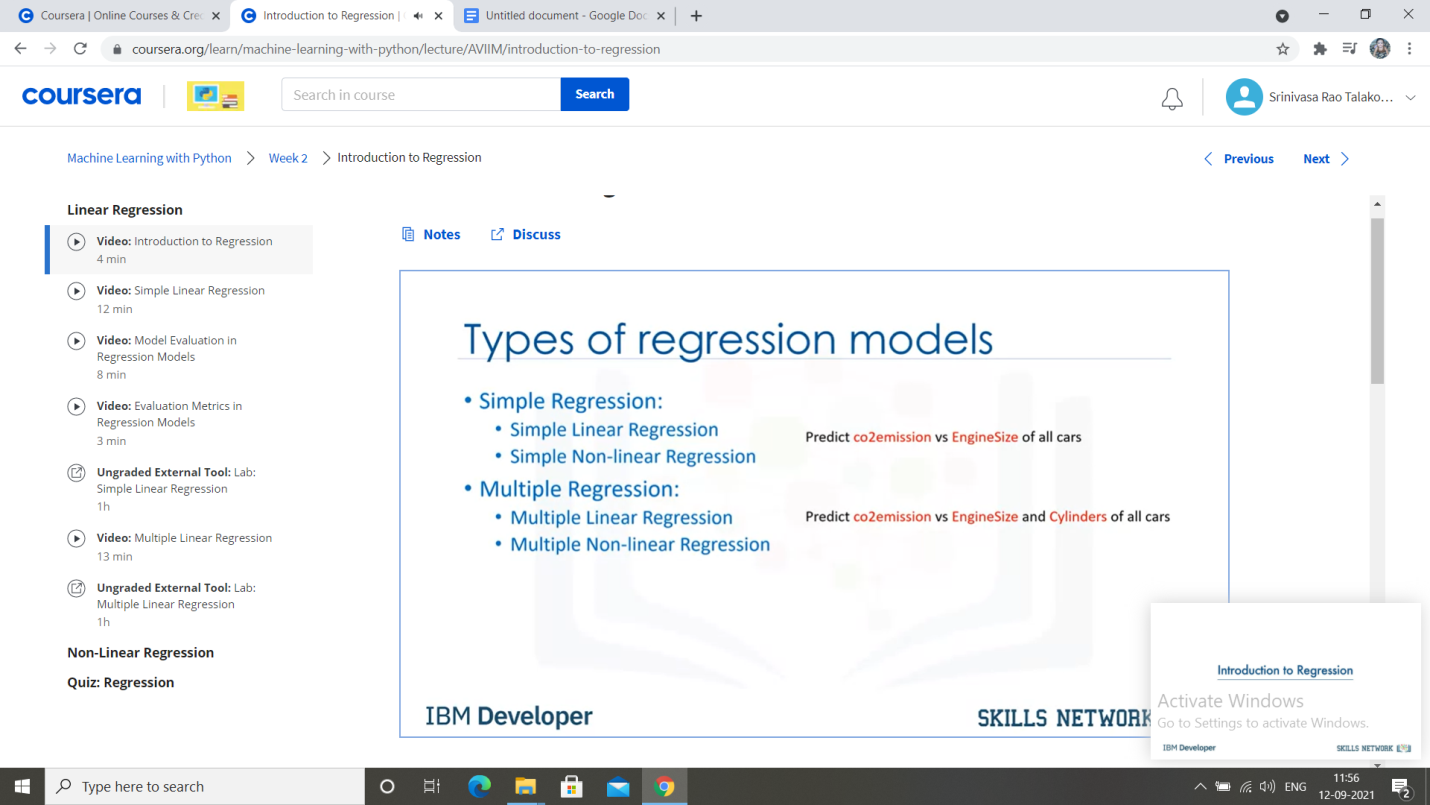 Coursera | Online Courses & Cre
Introduction to Regression |
Untitled document - Google Doc
coursera.org/learn/machine-learning-with-python/lecture/AVIIM/introduction-to-regression
coursera
Search in course
Search
Srinivasa Rao Talako...
Machine Learning with Python
Week 2
Introduction to Regression
Previous
Next
Linear Regression
Video: Introduction to Regression
4 min
Video: Simple Linear Regression
12 min
Video: Model Evaluation in
Regression Models
8 min
Video: Evaluation Metrics in
Regression Models
3 min
Ungraded External Tool: Lab:
Simple Linear Regression
1h
Video: Multiple Linear Regression
13 min
Ungraded External Tool: Lab:
Multiple Linear Regression
1h
Non-Linear Regression
Quiz: Regression
Notes
Discuss
Types of regression models
• Simple Regression:
• Simple Linear Regression
• Simple Non-linear Regression
Predict co2emission vs EngineSize of all cars
• Multiple Regression:
• Multiple Linear Regression
• Multiple Non-linear Regression
Predict co2emission vs EngineSize and Cylinders of all cars
IBM Developer
SKILLS NETWORK
Introduction to Regression
Activate Windows
Go to Settings to activate Windows.
IBM Developer
SKILLS NETWORK
Type here to search
ENG
11:56
12-09-2021
2